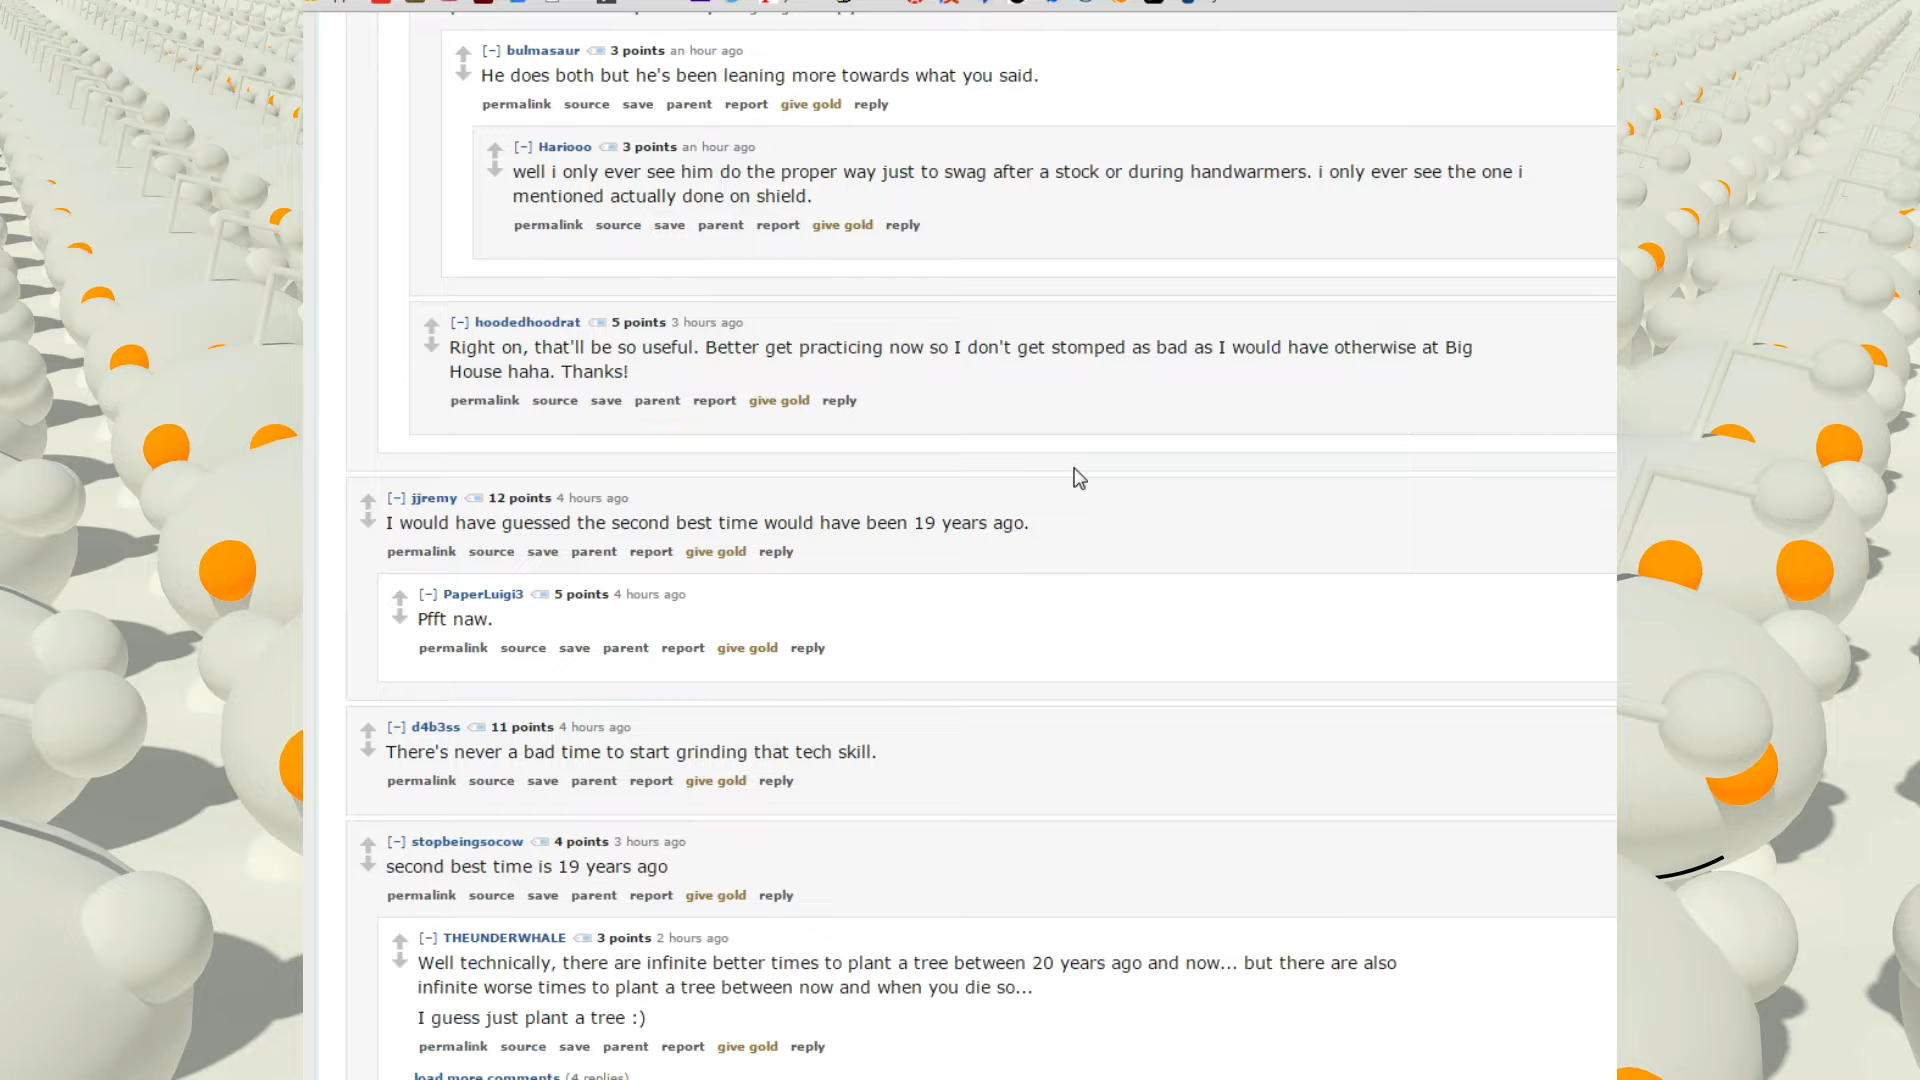 [–] bulmasaur 3 points an hour ago
He does both but he's been leaning more towards what you said.
permalink source save parent report give gold reply
[–] Hariooo 3 points an hour ago
well i only ever see him do the proper way just to swag after a stock or during handwarmers. i only ever see the one i
mentioned actually done on shield.
permalink source save parent report give gold reply
[–] hoodedhoodrat 5 points 3 hours ago
Right on, that'll be so useful. Better get practicing now so I don't get stomped as bad as I would have otherwise at Big
House haha. Thanks!
permalink source save parent report give gold reply
[–] jjremy 12 points 4 hours ago
I would have guessed the second best time would have been 19 years ago.
permalink source save parent report give gold reply
[–] PaperLuigi3 5 points 4 hours ago
Pfft naw.
permalink source save parent report give gold reply
[–] d4b3ss 11 points 4 hours ago
There's never a bad time to start grinding that tech skill.
permalink source save parent report give gold reply
[–] stopbeingsocow 4 points 3 hours ago
second best time is 19 years ago
permalink source save parent report give gold reply
[–] THEUNDERWHALE 3 points 2 hours ago
Well technically, there are infinite better times to plant a tree between 20 years ago and now... but there are also
infinite worse times to plant a tree between now and when you die so...
I guess just plant a tree :)
permalink source save parent report give gold reply
load more comments (4 replies)